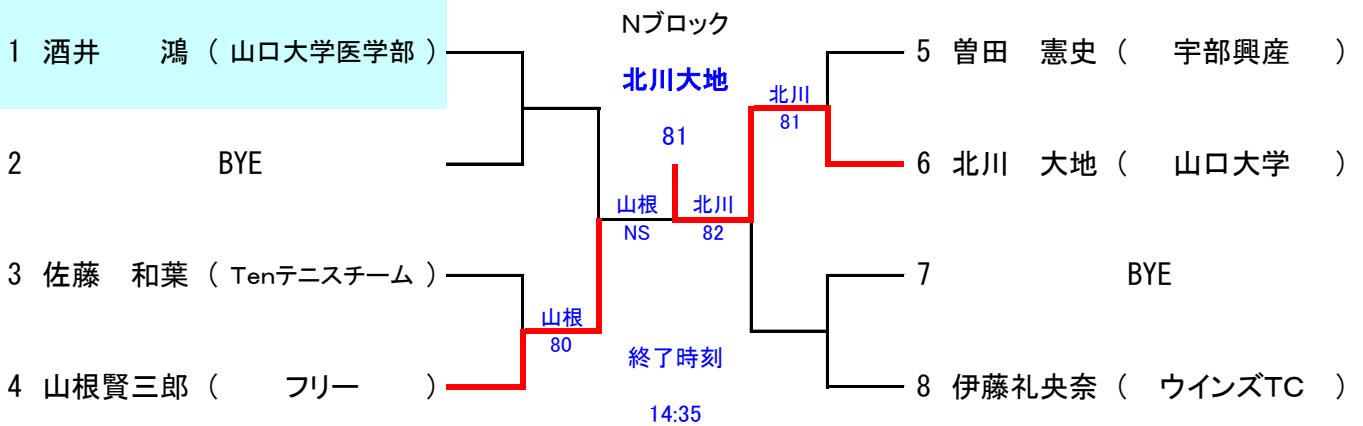 Nブロック
北川大地
81
1 酒井　　鴻 ( 山口大学医学部 )
2 BYE
3 佐藤　和葉 ( Tenテニスチーム )
4 山根賢三郎 ( フリー )
山根
80
山根
NS
北川
82
北川
81
5 曽田　憲史 ( 宇部興産 )
6 北川　大地 ( 山口大学 )
7 BYE
8 伊藤礼央奈 ( ウインズTC )
終了時刻
14:35